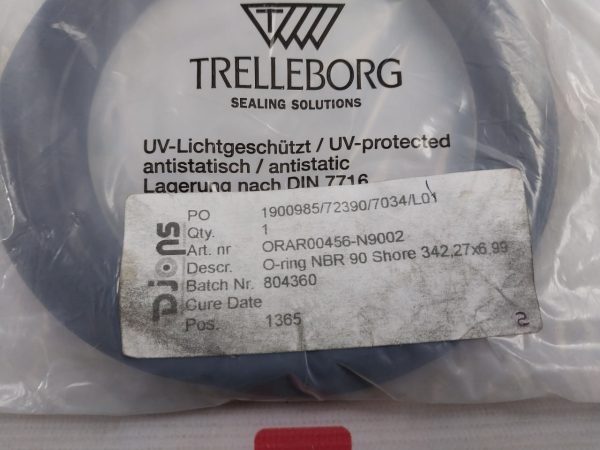 TRELLEBORG
SEALING SOLUTIONS
UV-Lichtgeschützt / UV-protected
antistatisch / antistatic
Lagerung nach DIN 7716
PO 1900985/72390/7034/L01
Qty. 1
Art. nr ORAR00456-N9002
Descr. O-ring NBR 90 Shore 342,27x6,99
Batch Nr. 804360
Cure Date
Pos. 1365
2